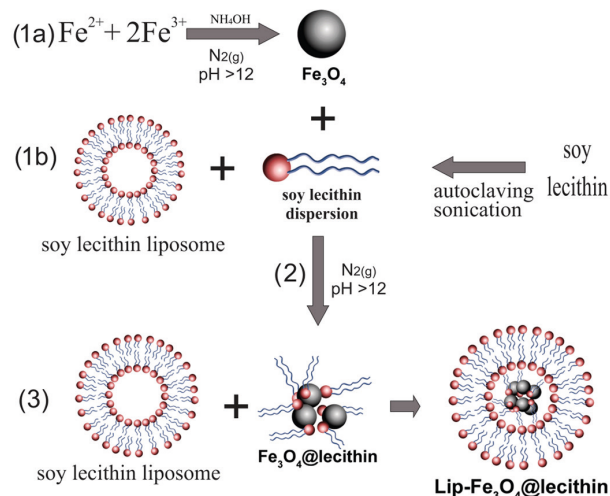 (1a) Fe²⁺ + 2Fe³⁺
NH₄OH
N₂(g)
pH >12
Fe₃O₄
+
(1b)
+
soy lecithin
dispersion
soy lecithin liposome
autoclaving
sonication
soy
lecithin
(2)
N₂(g)
pH >12
(3)
+
soy lecithin liposome
Fe₃O₄@lecithin
Lip-Fe₃O₄@lecithin